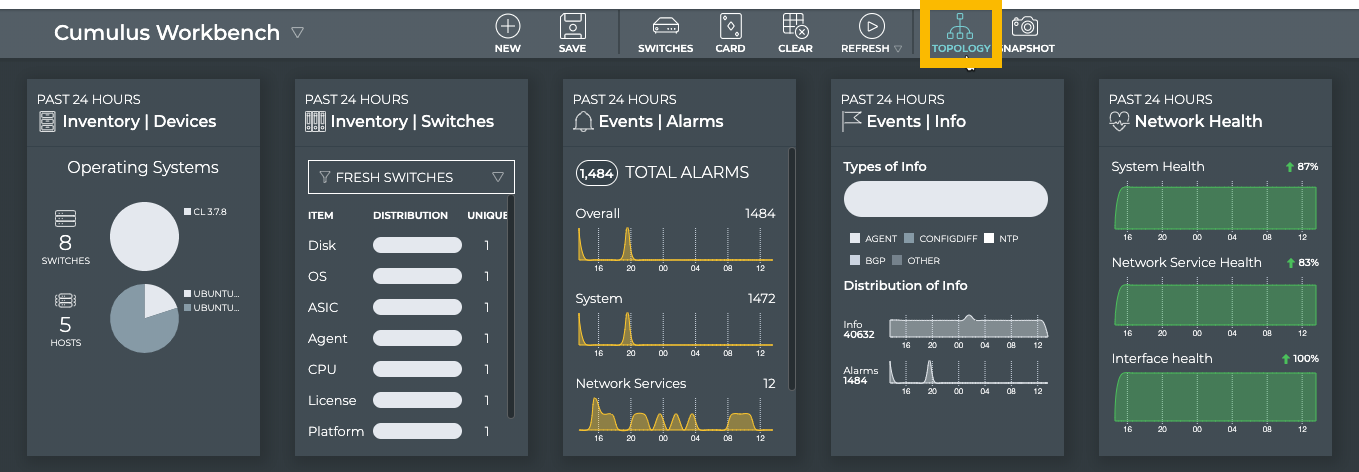 Cumulus Workbench
NEW
SAVE
SWITCHES
CARD
CLEAR
REFRESH
TOPOLOGY
SNAPSHOT
PAST 24 HOURS
Inventory | Devices
Operating Systems
8
SWITCHES
CL 3.7.8
5
HOSTS
UBUNTU...
UBUNTU...
PAST 24 HOURS
Inventory | Switches
FRESH SWITCHES
ITEM DISTRIBUTION UNIQUE
Disk 1
OS 1
ASIC 1
Agent 1
CPU 1
License 1
Platform 1
PAST 24 HOURS
Events | Alarms
1,484 TOTAL ALARMS
Overall 1484
16 20 00 04 08 12
System 1472
16 20 00 04 08 12
Network Services 12
16 20 00 04 08 12
PAST 24 HOURS
Events | Info
Types of Info
AGENT CONFIGDIFF NTP
BGP OTHER
Distribution of Info
Info
40632
16 20 00 04 08 12
Alarms
1484
16 20 00 04 08 12
PAST 24 HOURS
Network Health
System Health 87%
16 20 00 04 08 12
Network Service Health 83%
16 20 00 04 08 12
Interface health 100%
16 20 00 04 08 12